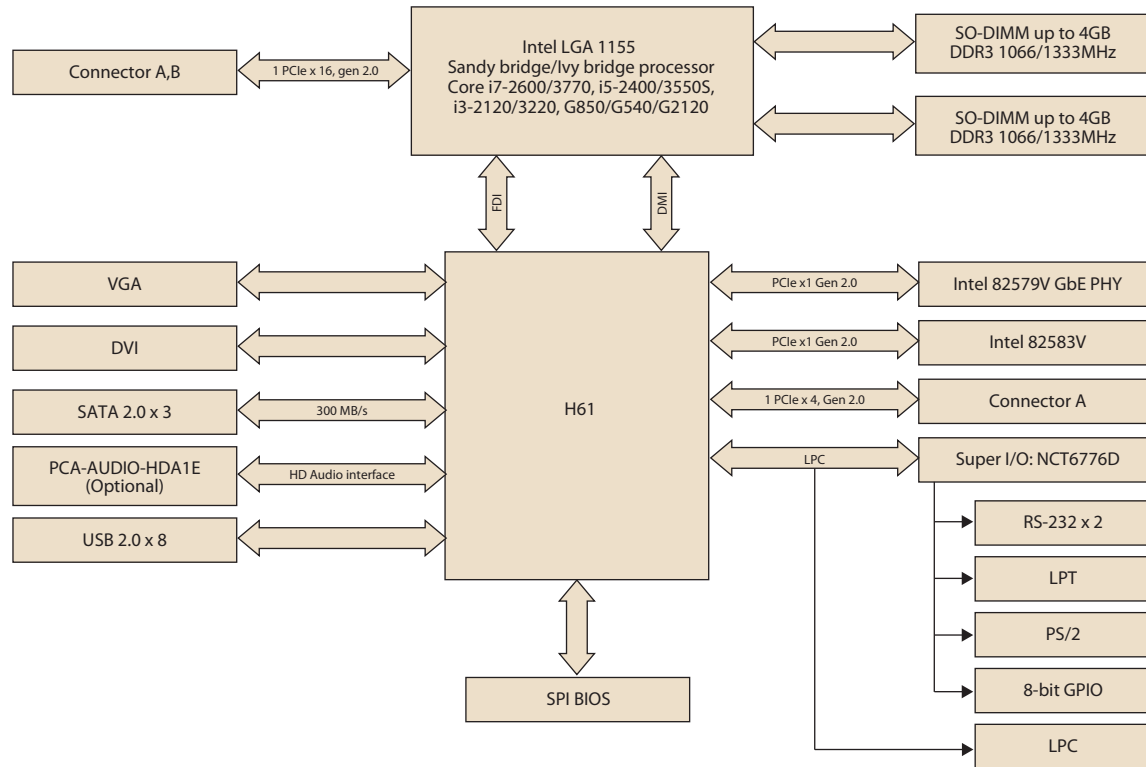 Connector A,B
1 PCIe x 16, gen 2.0
Intel LGA 1155
Sandy bridge/Ivy bridge processor
Core i7-2600/3770, i5-2400/3550S,
i3-2120/3220, G850/G540/G2120
SO-DIMM up to 4GB
DDR3 1066/1333MHz
SO-DIMM up to 4GB
DDR3 1066/1333MHz
FDI
DMI
VGA
DVI
SATA 2.0 x 3
300 MB/s
PCA-AUDIO-HDA1E
(Optional)
HD Audio interface
USB 2.0 x 8
H61
PCIe x1 Gen 2.0
Intel 82579V GbE PHY
PCIe x1 Gen 2.0
Intel 82583V
1 PCIe x 4, Gen 2.0
Connector A
LPC
Super I/O: NCT6776D
RS-232 x 2
LPT
PS/2
8-bit GPIO
LPC
SPI BIOS